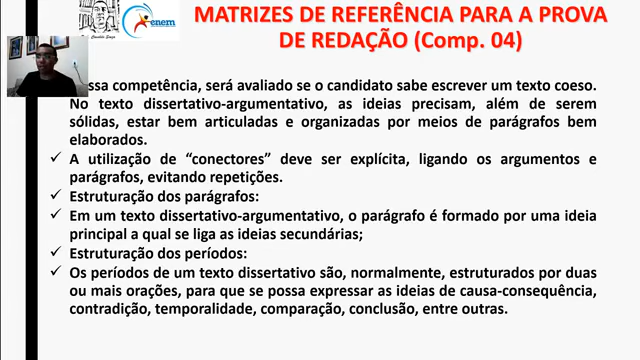 enem
MATRIZES DE REFERÊNCIA PARA A PROVA
DE REDAÇÃO (Comp. 04)
ssa competência, será avaliado se o candidato sabe escrever um texto coeso.
No texto dissertativo-argumentativo, as ideias precisam, além de serem
sólidas, estar bem articuladas e organizadas por meios de parágrafos bem
elaborados.
✓ A utilização de “conectores” deve ser explícita, ligando os argumentos e
parágrafos, evitando repetições.
✓ Estruturação dos parágrafos:
✓ Em um texto dissertativo-argumentativo, o parágrafo é formado por uma ideia
principal a qual se liga as ideias secundárias;
✓ Estruturação dos períodos:
✓ Os períodos de um texto dissertativo são, normalmente, estruturados por duas
ou mais orações, para que se possa expressar as ideias de causa-consequência,
contradição, temporalidade, comparação, conclusão, entre outras.